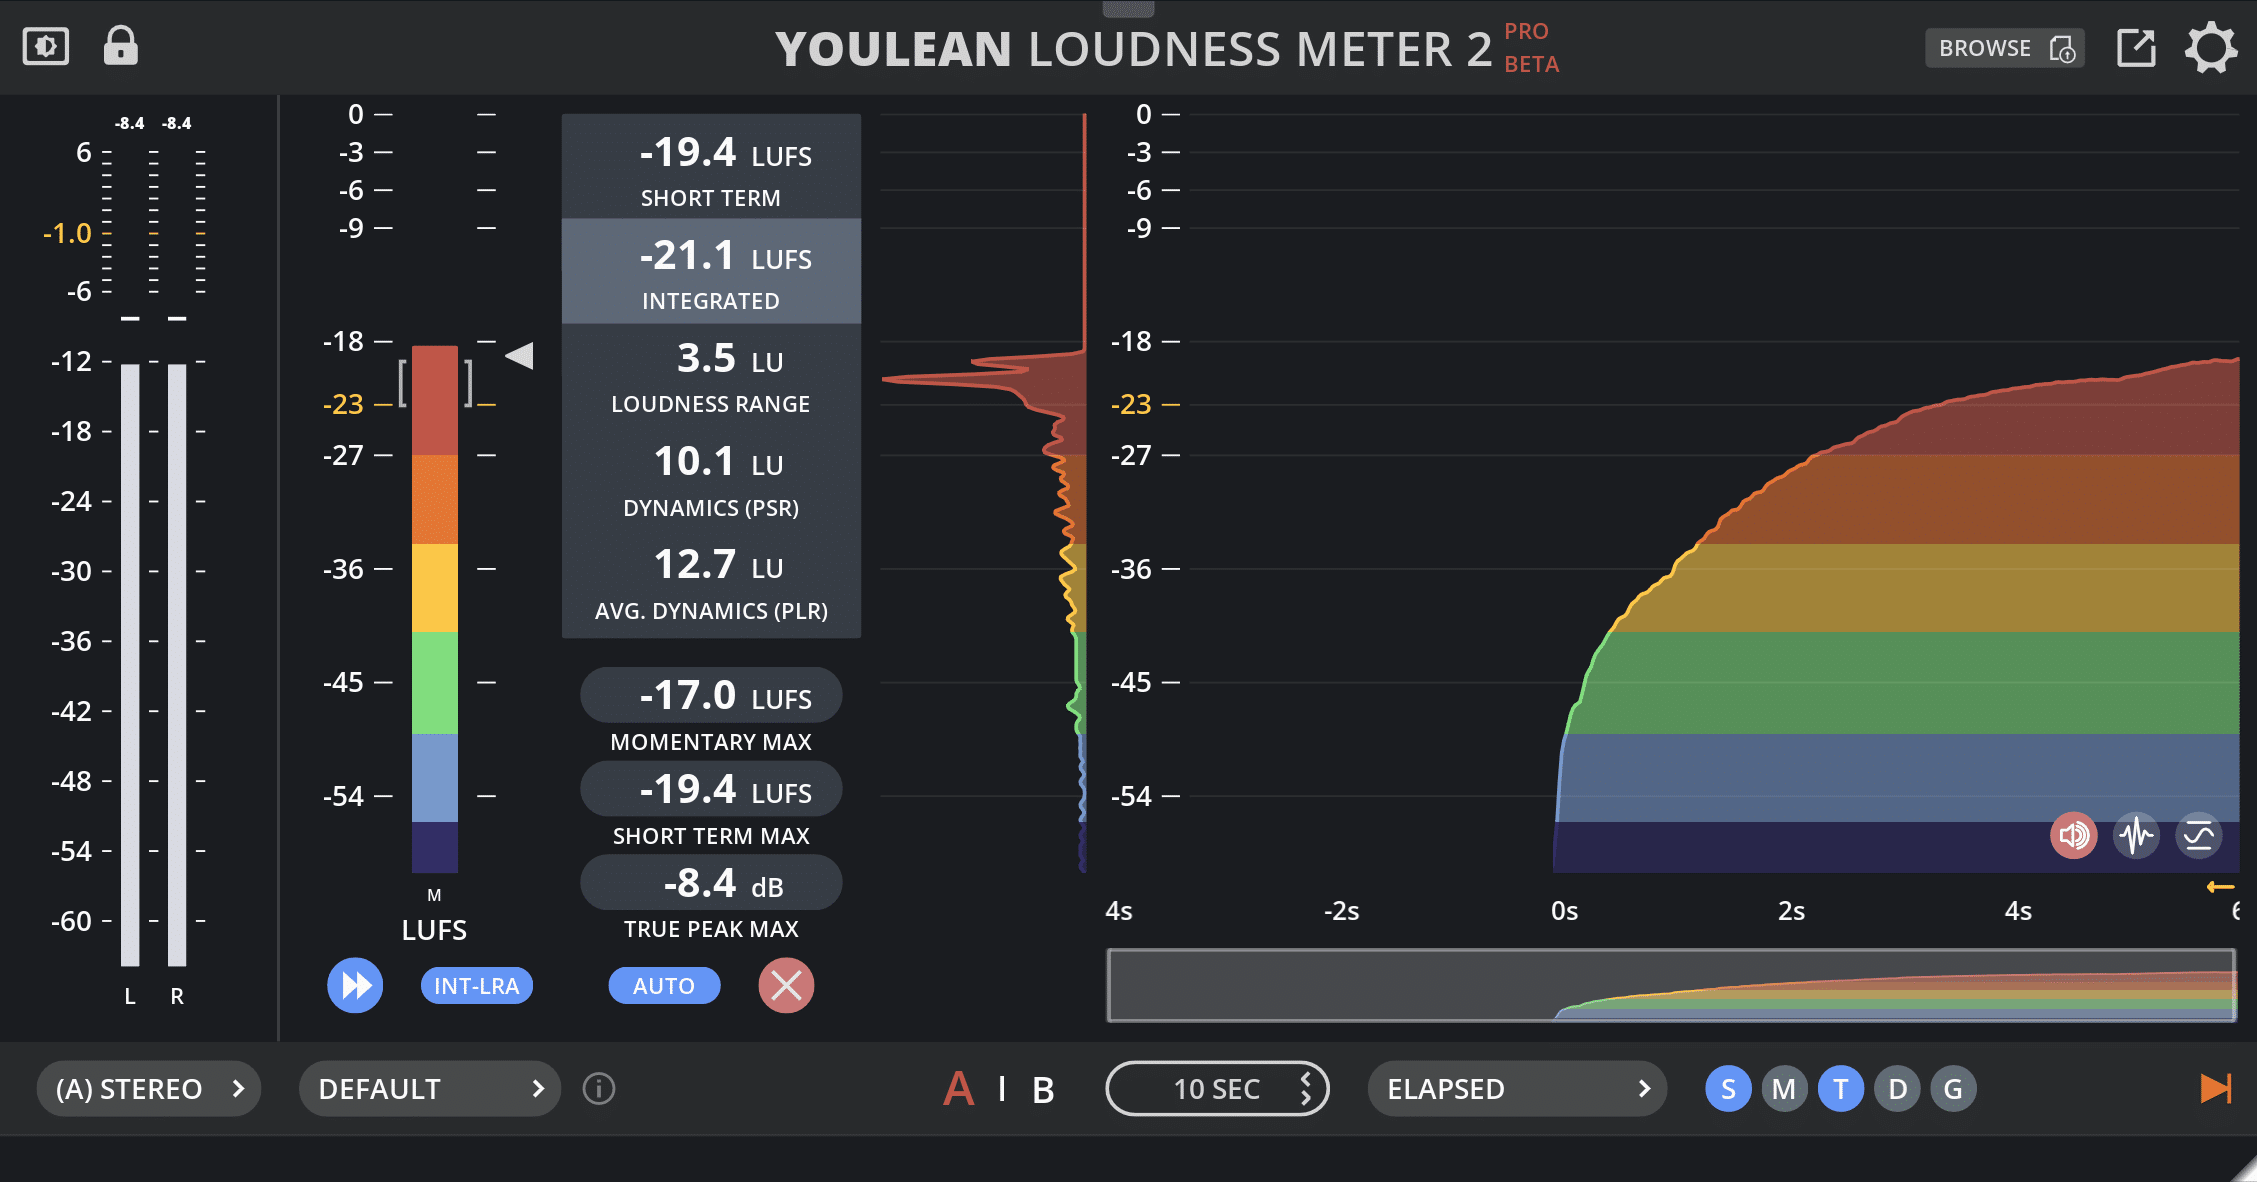 YOULEAN LOUDNESS METER 2 PRO BETA
BROWSE
-8.4 -8.4
6
-1.0
-6
-12
-18
-24
-30
-36
-42
-48
-54
-60
L R
0
-3
-6
-9
-18
-23
-27
-36
-45
-54
M
LUFS
INT-LRA
-19.4 LUFS
SHORT TERM
-21.1 LUFS
INTEGRATED
3.5 LU
LOUDNESS RANGE
10.1 LU
DYNAMICS (PSR)
12.7 LU
AVG. DYNAMICS (PLR)
-17.0 LUFS
MOMENTARY MAX
-19.4 LUFS
SHORT TERM MAX
-8.4 dB
TRUE PEAK MAX
AUTO
0
-3
-6
-9
-18
-23
-27
-36
-45
-54
4s -2s 0s 2s 4s
(A) STEREO
DEFAULT
A | B
10 SEC
ELAPSED
S M T D G